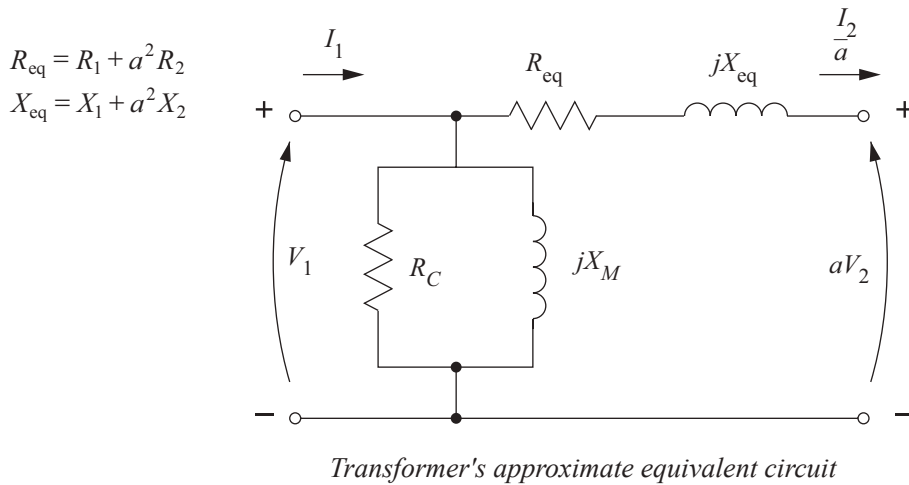 R_eq = R_1 + a^2 R_2
X_eq = X_1 + a^2 X_2
I_1
R_eq
jX_eq
I_2
a
+
+
V_1
R_C
jX_M
aV_2
−
−
Transformer's approximate equivalent circuit